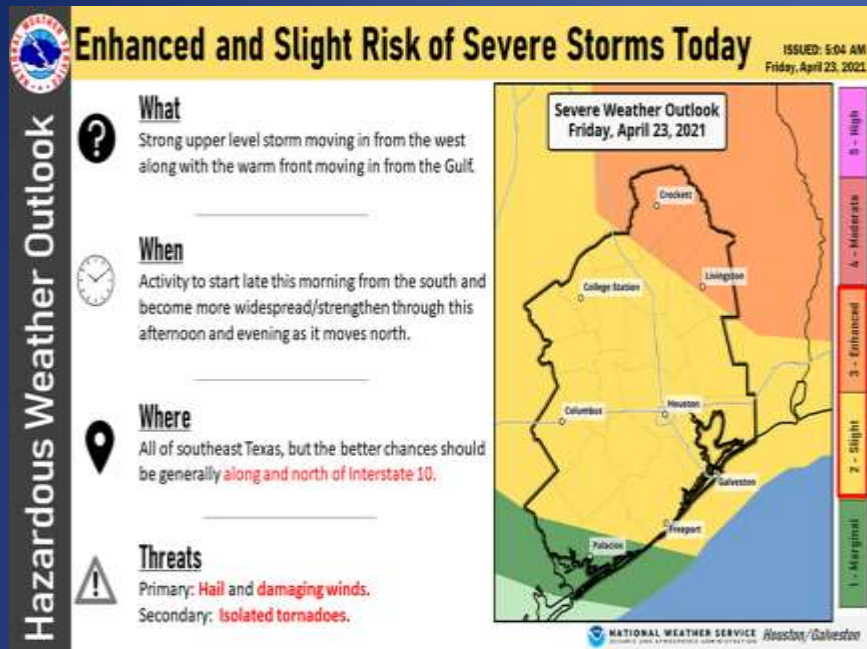 NATIONAL WEATHER SERVICE
Enhanced and Slight Risk of Severe Storms Today
ISSUED: 5:04 AM
Friday, April 23, 2021
Hazardous Weather Outlook
What
Strong upper level storm moving in from the west
along with the warm front moving in from the Gulf.
When
Activity to start late this morning from the south and
become more widespread/strengthen through this
afternoon and evening as it moves north.
Where
All of southeast Texas, but the better chances should
be generally along and north of Interstate 10.
Threats
Primary: Hail and damaging winds.
Secondary: Isolated tornadoes.
Severe Weather Outlook
Friday, April 23, 2021
Crockett
Livingston
College Station
Columbus
Houston
Galveston
Freeport
Palacios
5 - High
4 - Moderate
3 - Enhanced
2 - Slight
1 - Marginal
NATIONAL WEATHER SERVICE
Houston/Galveston